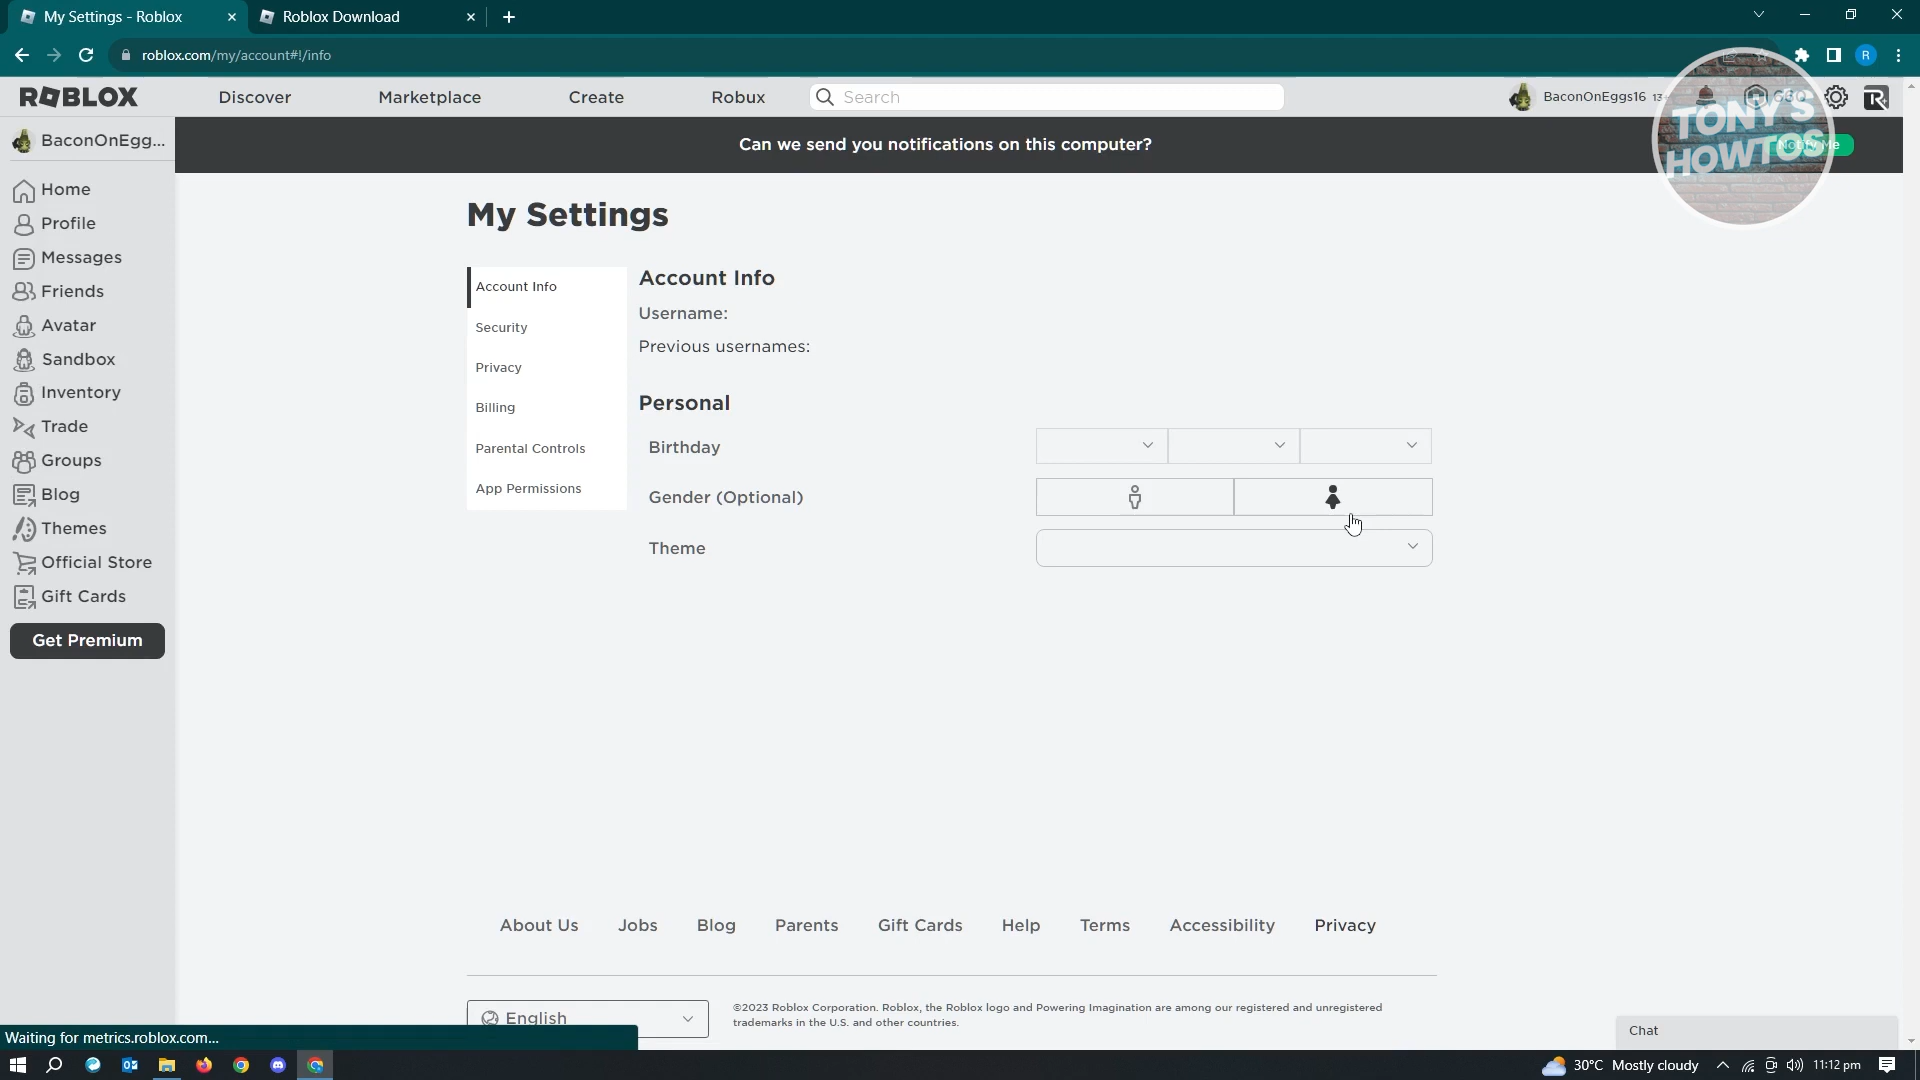 My Settings - Roblox
Roblox Download
roblox.com/my/account#!/info
R
ROBLOX
Discover
Marketplace
Create
Robux
Search
BaconOnEggs16
TONY'S
HOWTOS
BaconOnEgg...
Can we send you notifications on this computer?
Notify Me
Home
Profile
Messages
Friends
Avatar
Sandbox
Inventory
Trade
Groups
Blog
Themes
Official Store
Gift Cards
Get Premium
My Settings
Account Info
Security
Privacy
Billing
Parental Controls
App Permissions
Account Info
Username:
Previous usernames:
Personal
Birthday
Gender (Optional)
Theme
About Us
Jobs
Blog
Parents
Gift Cards
Help
Terms
Accessibility
Privacy
English
©2023 Roblox Corporation. Roblox, the Roblox logo and Powering Imagination are among our registered and unregistered
trademarks in the U.S. and other countries.
Chat
Waiting for metrics.roblox.com...
30°C Mostly cloudy
11:12 pm